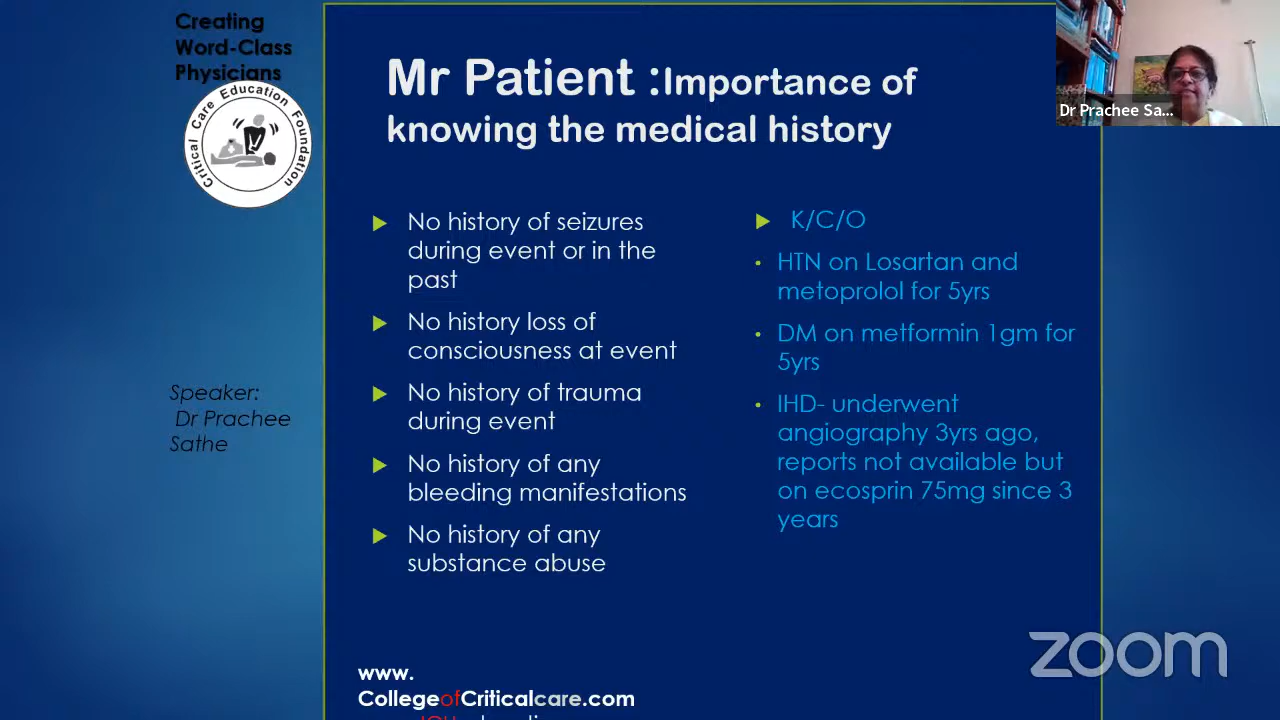 Creating
Word-Class
Physicians
Critical Care Education Foundation
Speaker:
Dr Prachee
Sathe
Mr Patient :Importance of
knowing the medical history
No history of seizures
during event or in the
past
No history loss of
consciousness at event
No history of trauma
during event
No history of any
bleeding manifestations
No history of any
substance abuse
K/C/O
HTN on Losartan and
metoprolol for 5yrs
DM on metformin 1gm for
5yrs
IHD- underwent
angiography 3yrs ago,
reports not available but
on ecosprin 75mg since 3
years
www.
CollegeofCriticalcare.com
Dr Prachee Sa...
zoom